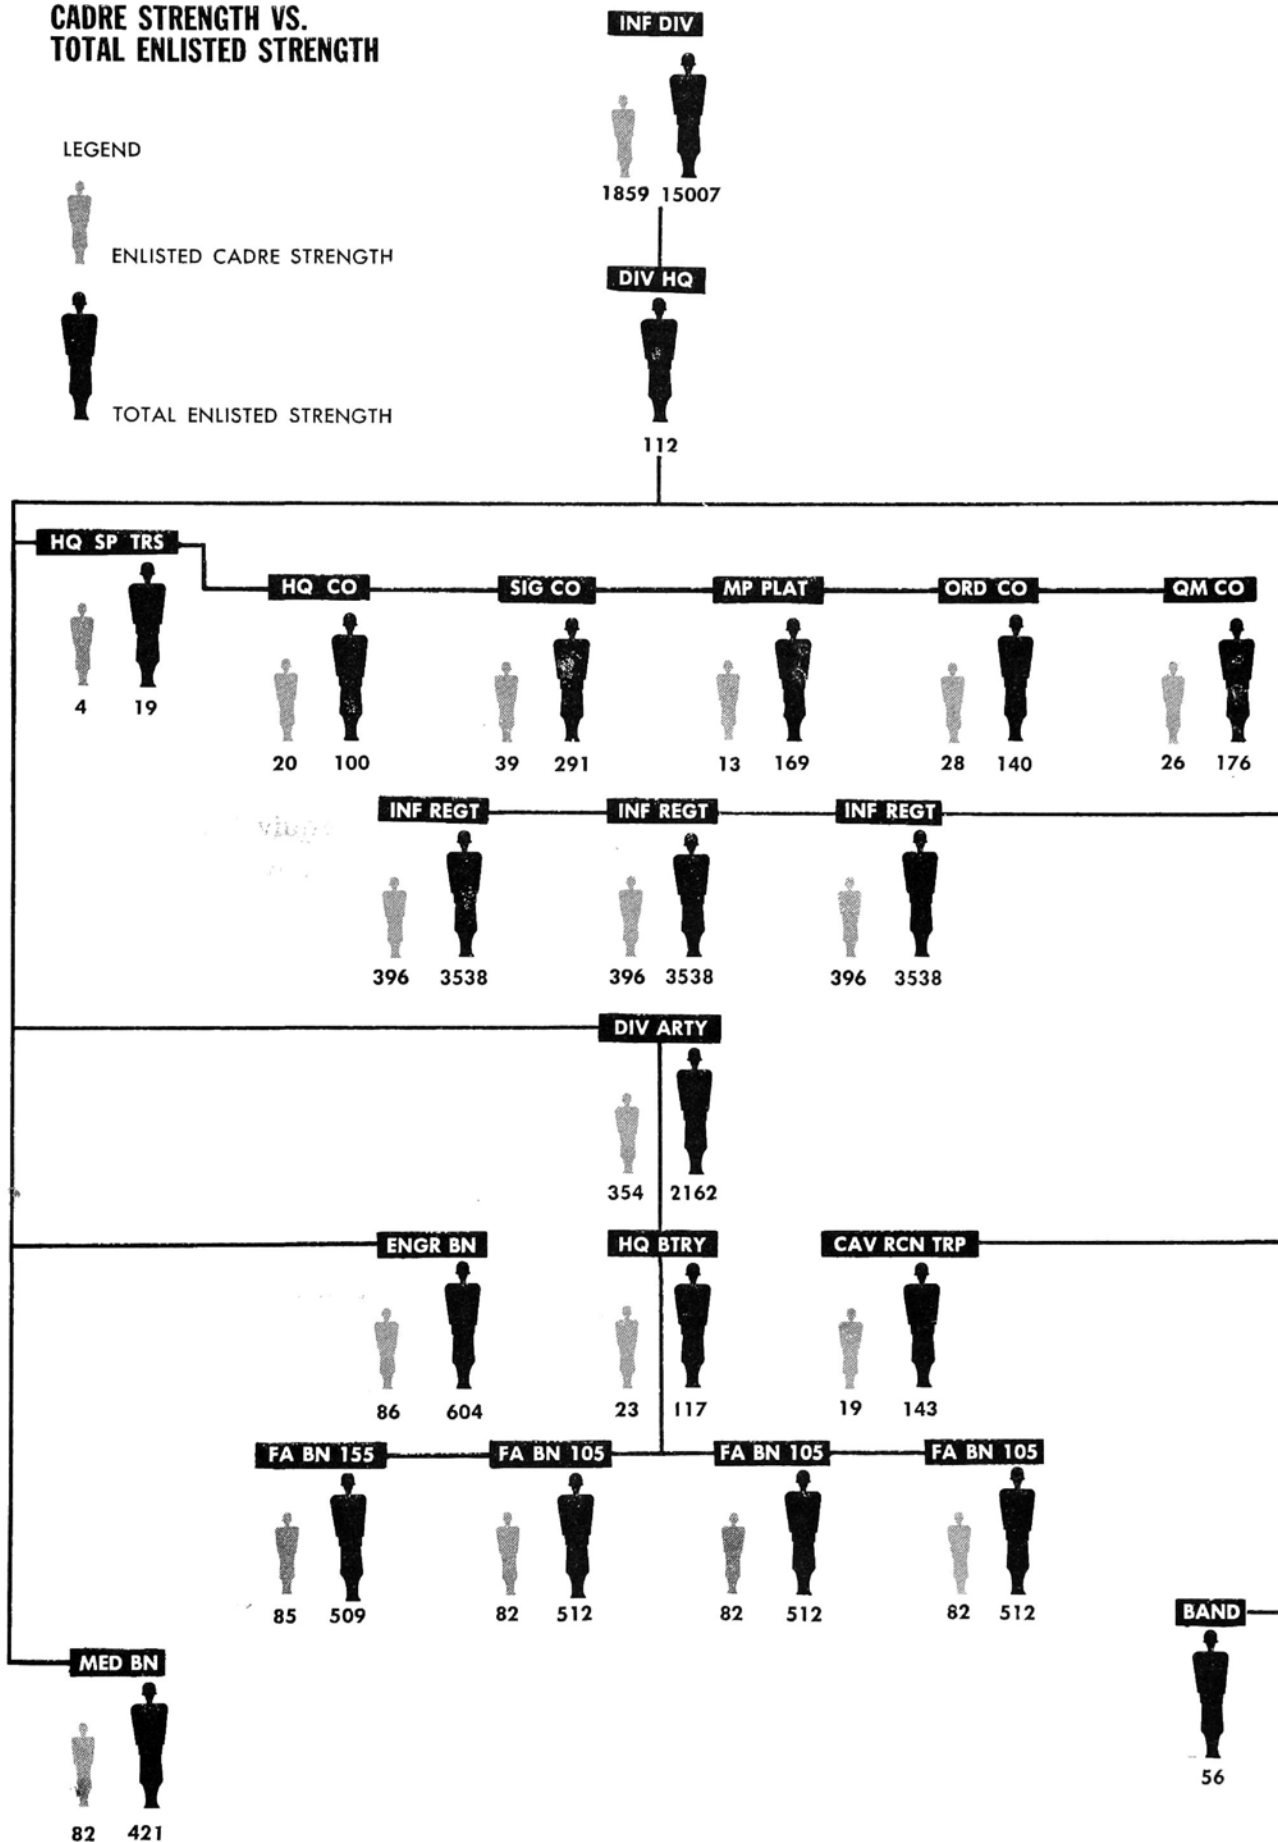 CADRE STRENGTH VS.
TOTAL ENLISTED STRENGTH
INF DIV
LEGEND
1859 15007
ENLISTED CADRE STRENGTH
DIV HQ
TOTAL ENLISTED STRENGTH
112
HQ SP TRS
HQ CO SIG CO MP PLAT ORD CO QM CO
4 19
20 100 39 291 13 169 28 140 26 176
INF REGT INF REGT INF REGT
396 3538 396 3538 396 3538
DIV ARTY
354 2162
ENGR BN HQ BTRY CAV RCN TRP
86 604 23 117 19 143
FA BN 155 FA BN 105 FA BN 105 FA BN 105
85 509 82 512 82 512 82 512
BAND
MED BN
56
82 421